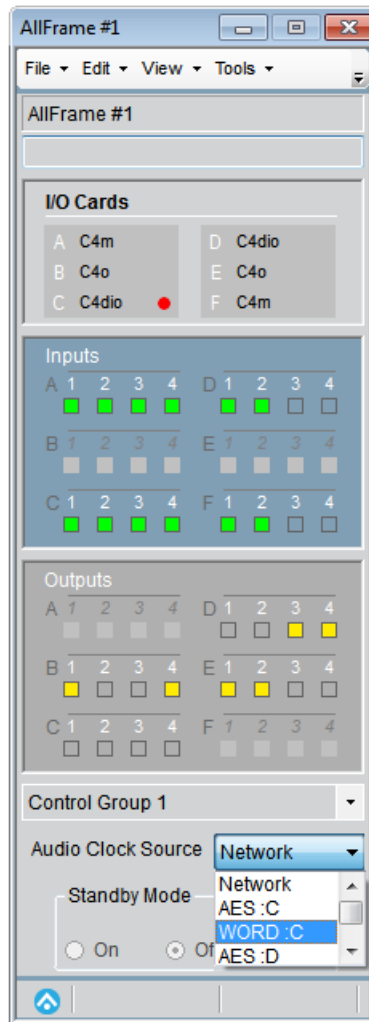 AllFrame #1
File Edit View Tools
AllFrame #1
I/O Cards
A C4m D C4dio
B C4o E C4o
C C4dio F C4m
Inputs
A 1 2 3 4 D 1 2 3 4
B 1 2 3 4 E 1 2 3 4
C 1 2 3 4 F 1 2 3 4
Outputs
A 1 2 3 4 D 1 2 3 4
B 1 2 3 4 E 1 2 3 4
C 1 2 3 4 F 1 2 3 4
Control Group 1
Audio Clock Source Network
Network
Standby Mode AES :C
WORD :C
On Of AES :D